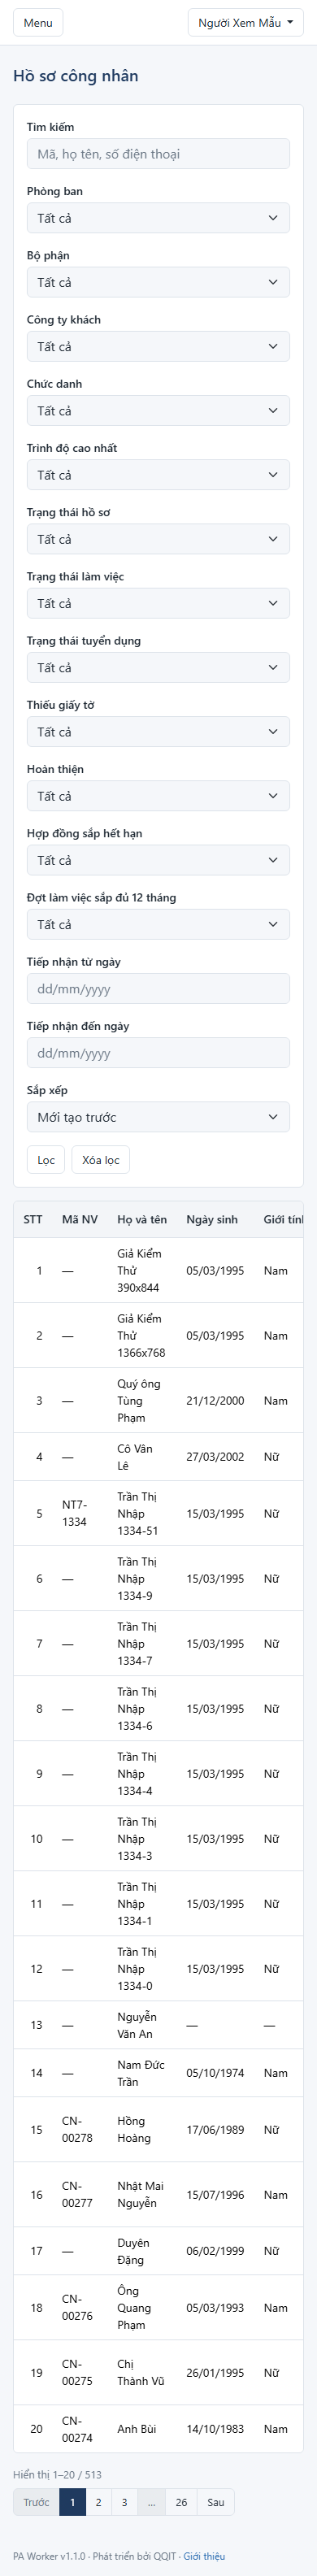 Menu
Người Xem Mẫu
Hồ sơ công nhân
Tìm kiếm
Mã, họ tên, số điện thoại
Phòng ban
Tất cả
Bộ phận
Tất cả
Công ty khách
Tất cả
Chức danh
Tất cả
Trình độ cao nhất
Tất cả
Trạng thái hồ sơ
Tất cả
Trạng thái làm việc
Tất cả
Trạng thái tuyển dụng
Tất cả
Thiếu giấy tờ
Tất cả
Hoàn thiện
Tất cả
Hợp đồng sắp hết hạn
Tất cả
Đợt làm việc sắp đủ 12 tháng
Tất cả
Tiếp nhận từ ngày
dd/mm/yyyy
Tiếp nhận đến ngày
dd/mm/yyyy
Sắp xếp
Mới tạo trước
Lọc Xóa lọc
STT Mã NV Họ và tên Ngày sinh Giới tính
Giả Kiểm
1 — Thử 05/03/1995 Nam
390x844
Giả Kiểm
2 — Thử 05/03/1995 Nam
1366x768
Quý ông
3 — Tùng 21/12/2000 Nam
Phạm
4 — Cô Vân 27/03/2002 Nữ
Lê
Trần Thị
5 NT7-1334 Nhập 15/03/1995 Nữ
1334-51
Trần Thị
6 — Nhập 15/03/1995 Nữ
1334-9
Trần Thị
7 — Nhập 15/03/1995 Nữ
1334-7
Trần Thị
8 — Nhập 15/03/1995 Nữ
1334-6
Trần Thị
9 — Nhập 15/03/1995 Nữ
1334-4
Trần Thị
10 — Nhập 15/03/1995 Nữ
1334-3
Trần Thị
11 — Nhập 15/03/1995 Nữ
1334-1
Trần Thị
12 — Nhập 15/03/1995 Nữ
1334-0
13 — Nguyễn — —
Văn An
14 — Nam Đức 05/10/1974 Nam
Trần
15 CN-00278 Hồng 17/06/1989 Nữ
Hoàng
16 CN-00277 Nhật Mai 15/07/1996 Nam
Nguyễn
17 — Duyên 06/02/1999 Nữ
Đặng
Ông
18 CN-00276 Quang 05/03/1993 Nam
Phạm
19 CN-00275 Chị 26/01/1995 Nữ
Thành Vũ
20 CN-00274 Anh Bùi 14/10/1983 Nam
Hiển thị 1–20 / 513
Trước 1 2 3 … 26 Sau
PA Worker v1.1.0 · Phát triển bởi QQIT · Giới thiệu